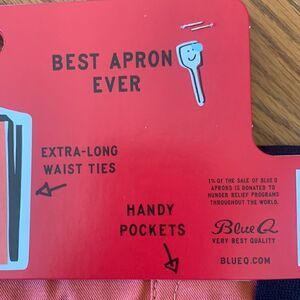 BEST APRON
EVER
EXTRA-LONG
WAIST TIES
1% OF THE SALE OF BLUE Q
APRONS IS DONATED TO
HUNGER RELIEF PROGRAMS
THROUGHOUT THE WORLD.
HANDY
POCKETS
Blue Q
VERY BEST QUALITY
BLUEQ.COM